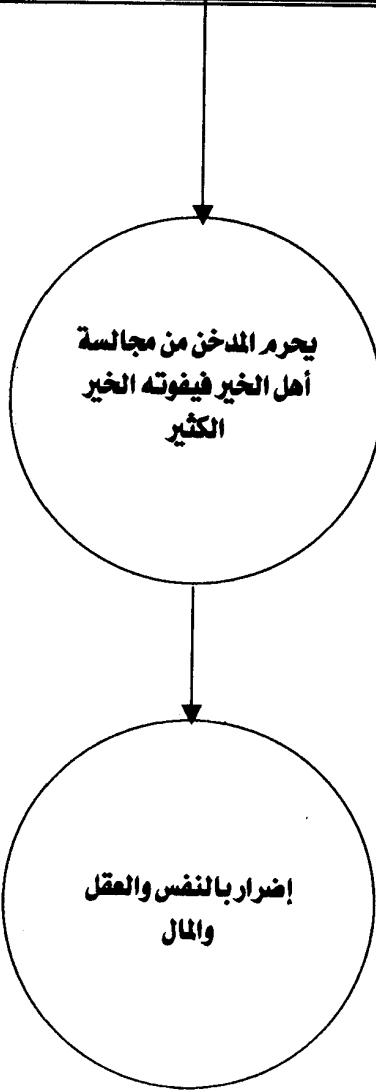 يحرم المدخن من مجالسة
أهل الخير فيفوته الخير
الكثير
إضرار بالنفس والعقل
والمال